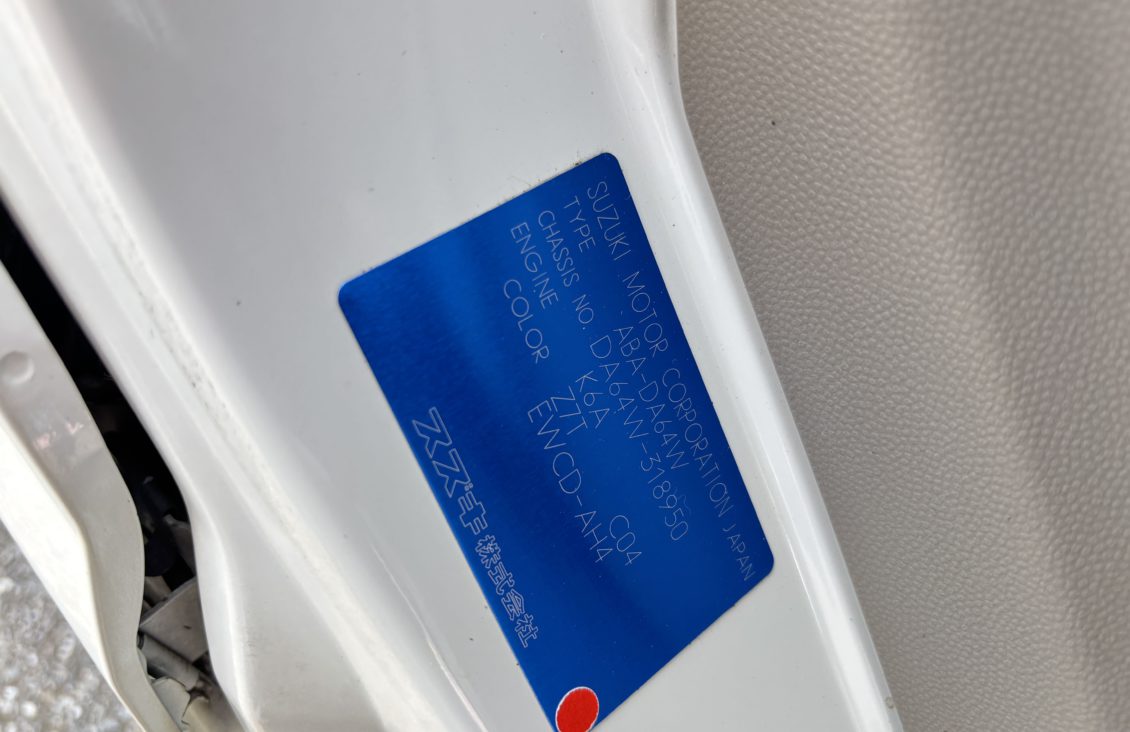 SUZUKI MOTOR CORPORATION JAPAN
TYPE ABA-DA64W
CHASSIS NO. DA64W-318950
ENGINE K6A
COLOR Z7T C04
EWCD-AH4
スズキ株式会社